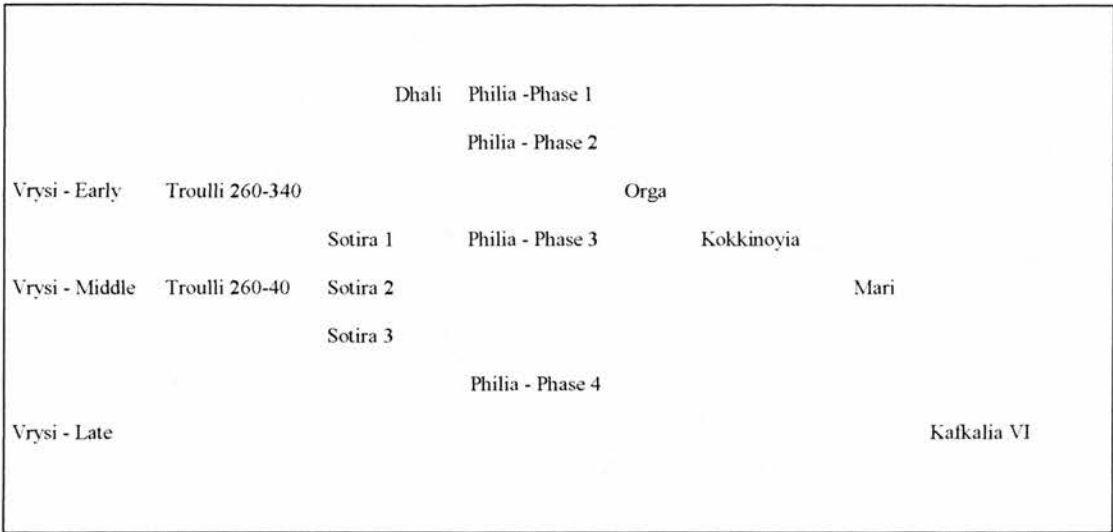 Dhali Philia -Phase 1
Philia - Phase 2
Vrysi - Early Troulli 260-340 Orga
Sotira 1 Philia - Phase 3 Kokkinoyia
Vrysi - Middle Troulli 260-40 Sotira 2 Mari
Sotira 3
Philia - Phase 4
Vrysi - Late Kafkalia VI